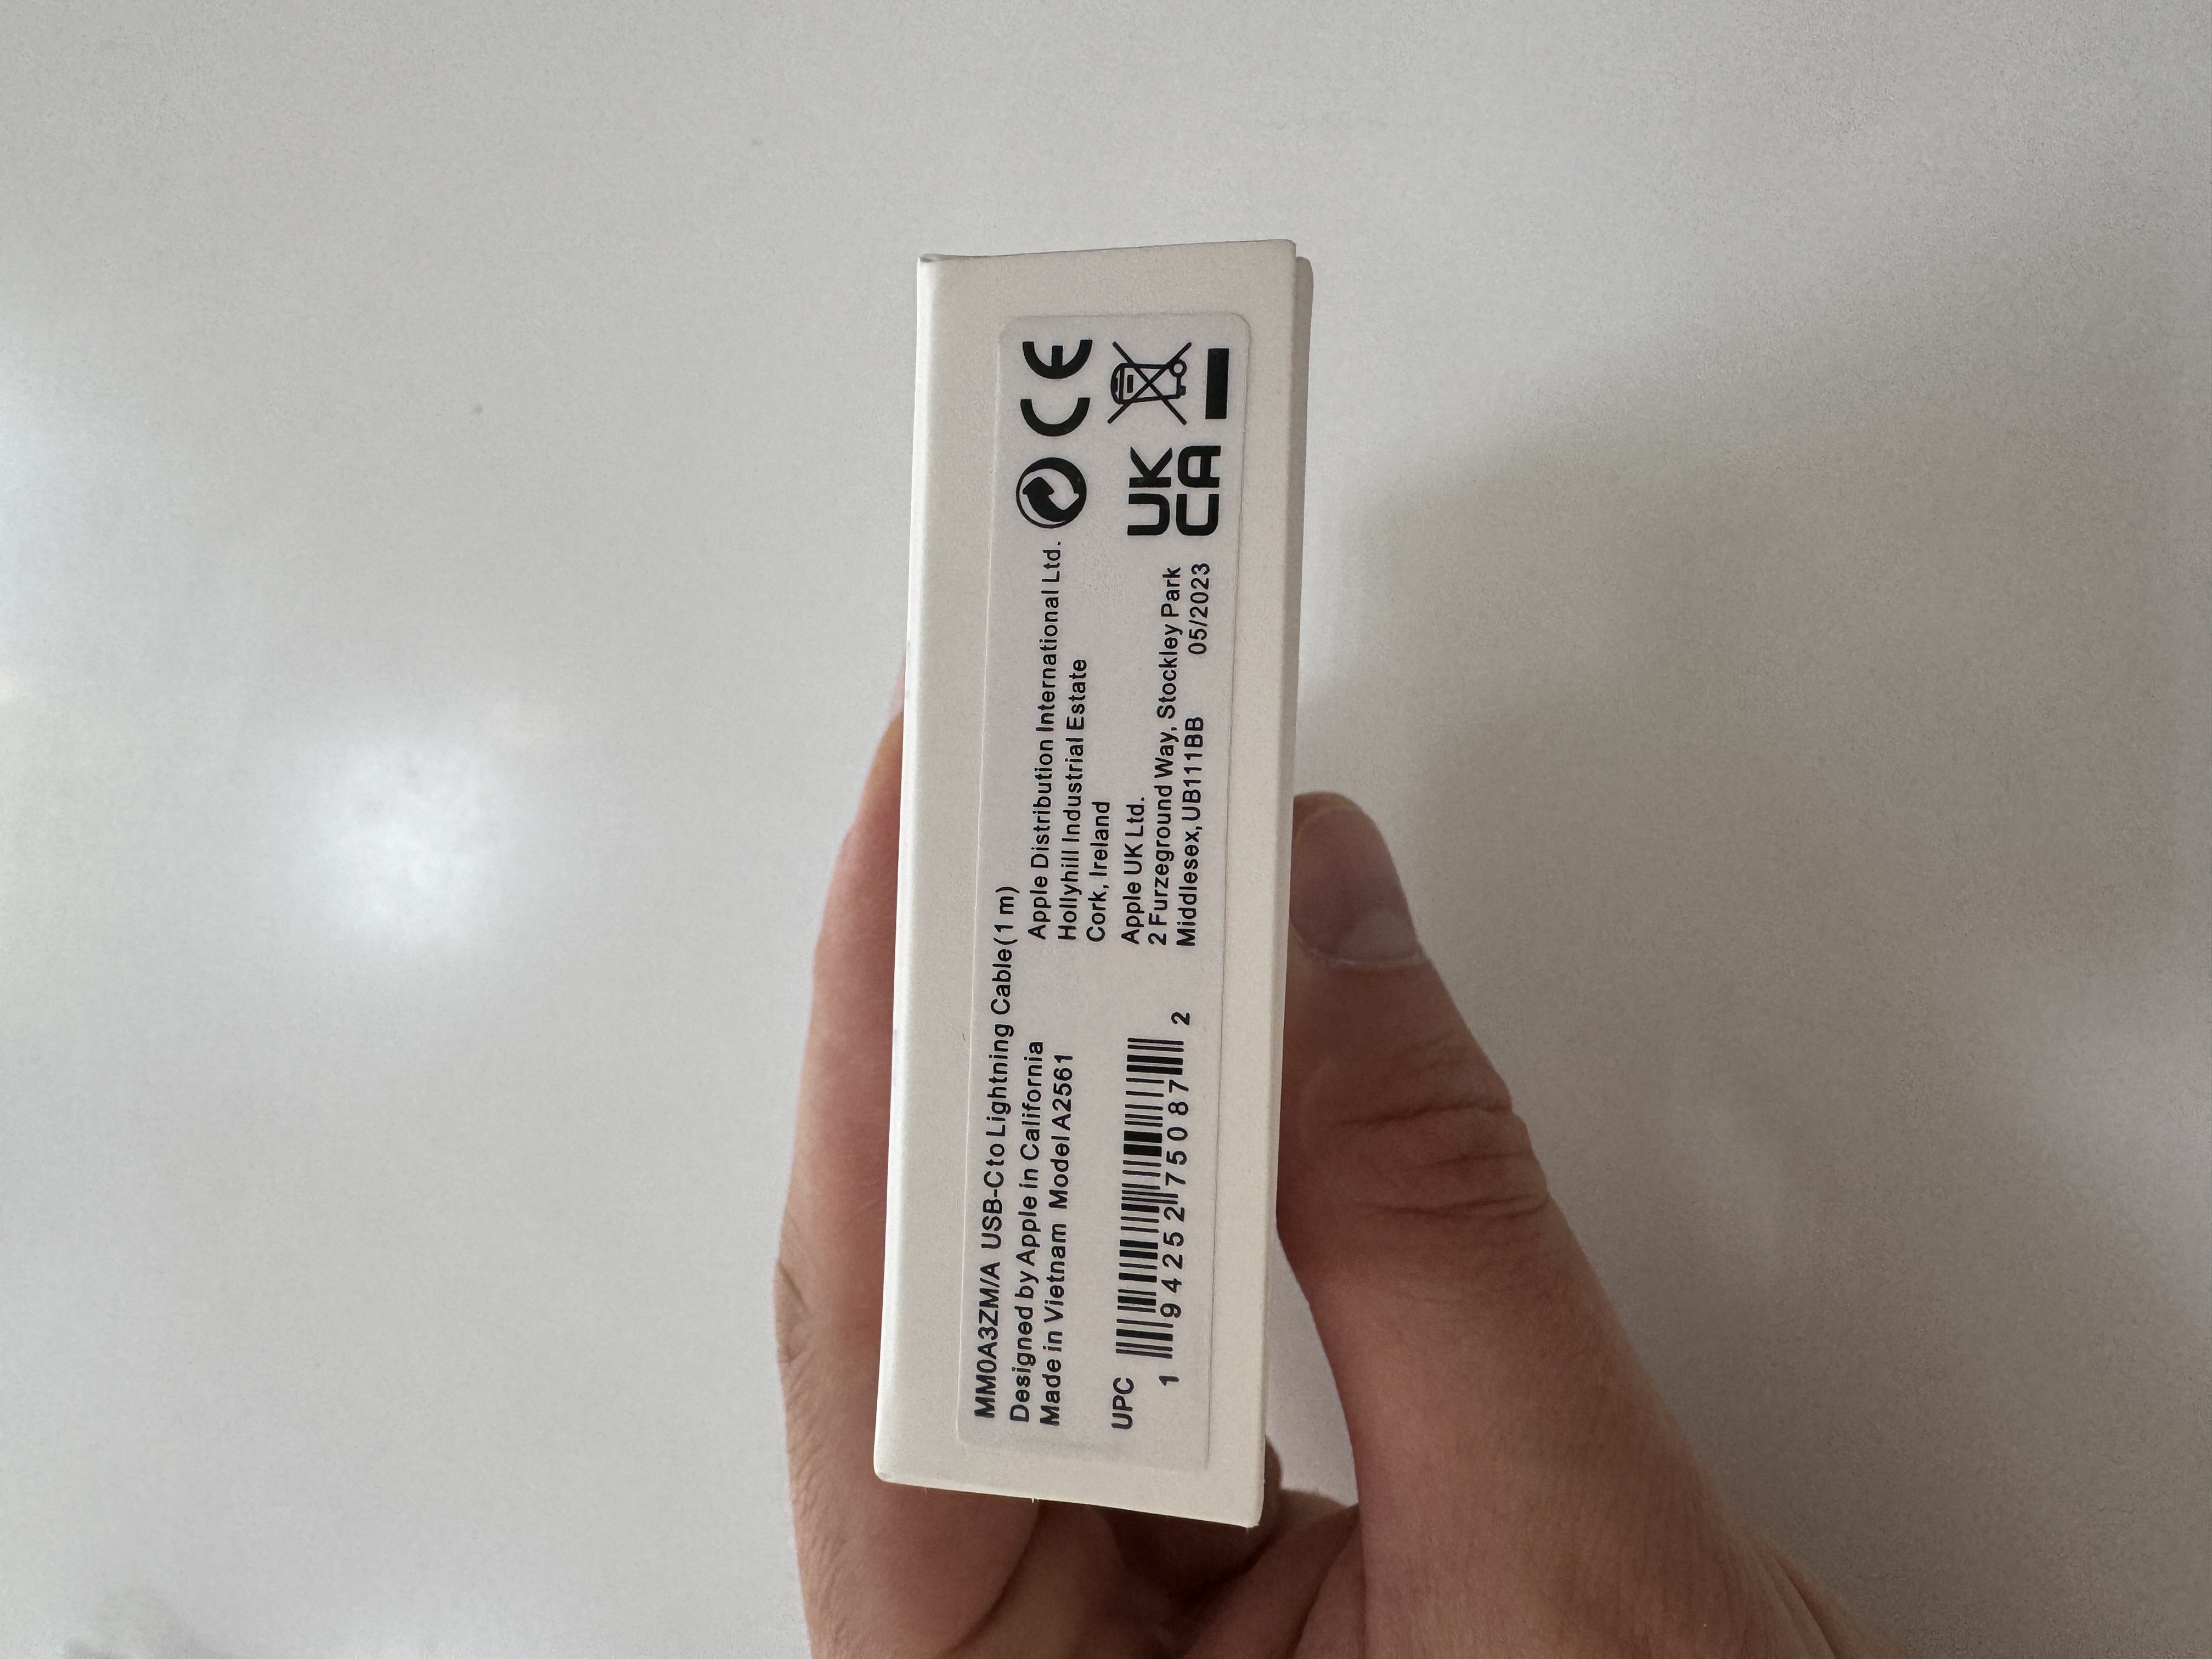 MM0A3ZM/A USB-C to Lightning Cable(1 m)
Designed by Apple in California
Made in Vietnam Model A2561
UPC
1 94252 75087 2
Apple Distribution International Ltd.
Hollyhill Industrial Estate
Cork, Ireland
Apple UK Ltd.
2 Furzeground Way, Stockley Park
Middlesex, UB111BB 05/2023
CE
UK
CA